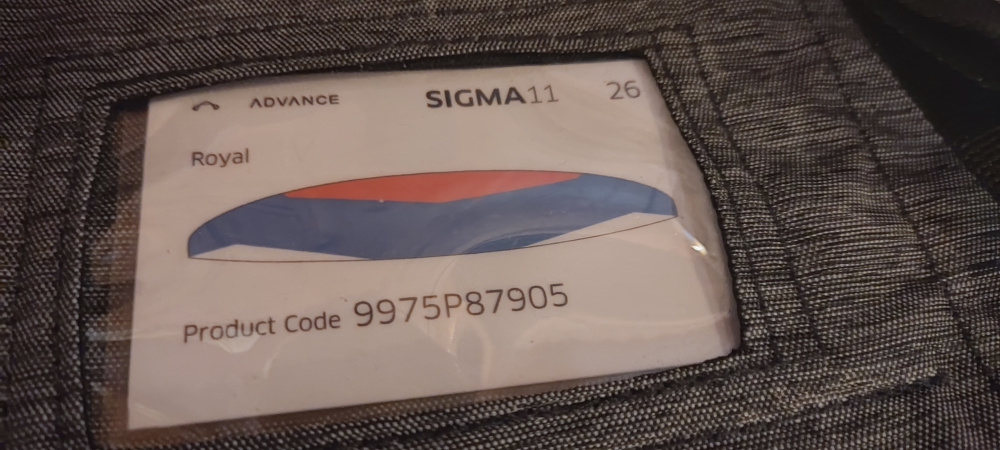 ADVANCE SIGMA11 26
Royal
Product Code 9975P87905